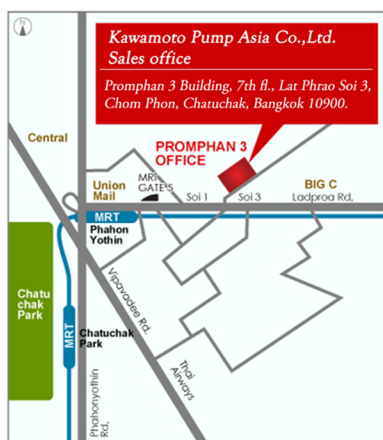 N
Kawamoto Pump Asia Co.,Ltd.
Sales office
Promphan 3 Building, 7th fl., Lat Phrao Soi 3,
Chom Phon, Chatuchak, Bangkok 10900.
Central
PROMPHAN 3
OFFICE
Union
Mail
MRT
GATE 5
Soi 1
Soi 3
BIG C
Ladproa Rd,
MRT
Phahon
Yothin
Chatu
chak
Park
MRT
Chatuchak
Park
Vipavadee Rd,
Thai
Airways
Phahonyothin
Rd,